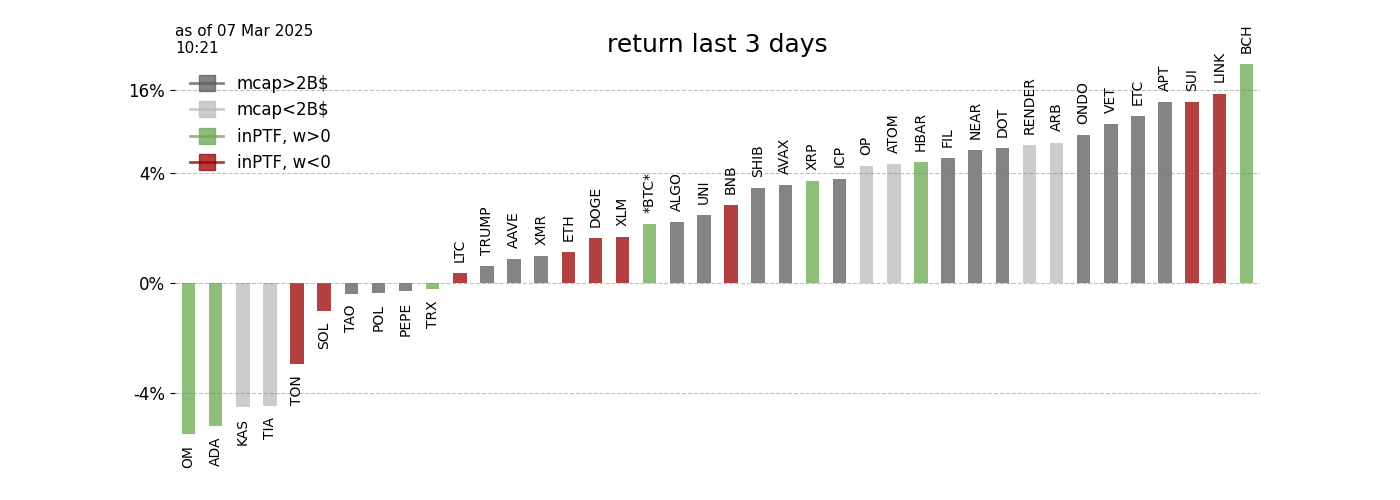 as of 07 Mar 2025
10:21
return last 3 days
mcap>2B$
mcap<2B$
inPTF, w>0
inPTF, w<0
16%
4%
0%
-4%
OM
ADA
KAS
TIA
TON
SOL
TAO
POL
PEPE
TRX
LTC
TRUMP
AAVE
XMR
ETH
DOGE
XLM
*BTC*
ALGO
UNI
BNB
SHIB
AVAX
XRP
ICP
OP
ATOM
HBAR
FIL
NEAR
DOT
RENDER
ARB
ONDO
VET
ETC
APT
SUI
LINK
BCH